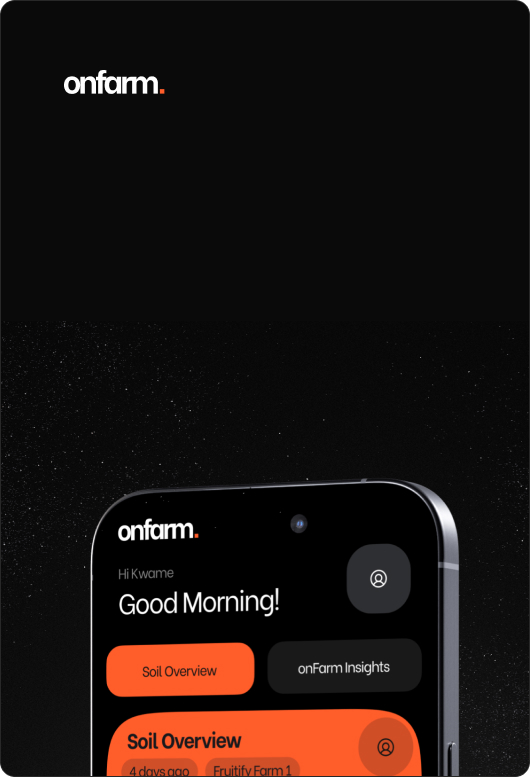 onfarm.
onfarm.
Hi Kwame
Good Morning!
Soil Overview
onFarm Insights
Soil Overview
4 days ago
Fruitify Farm 1